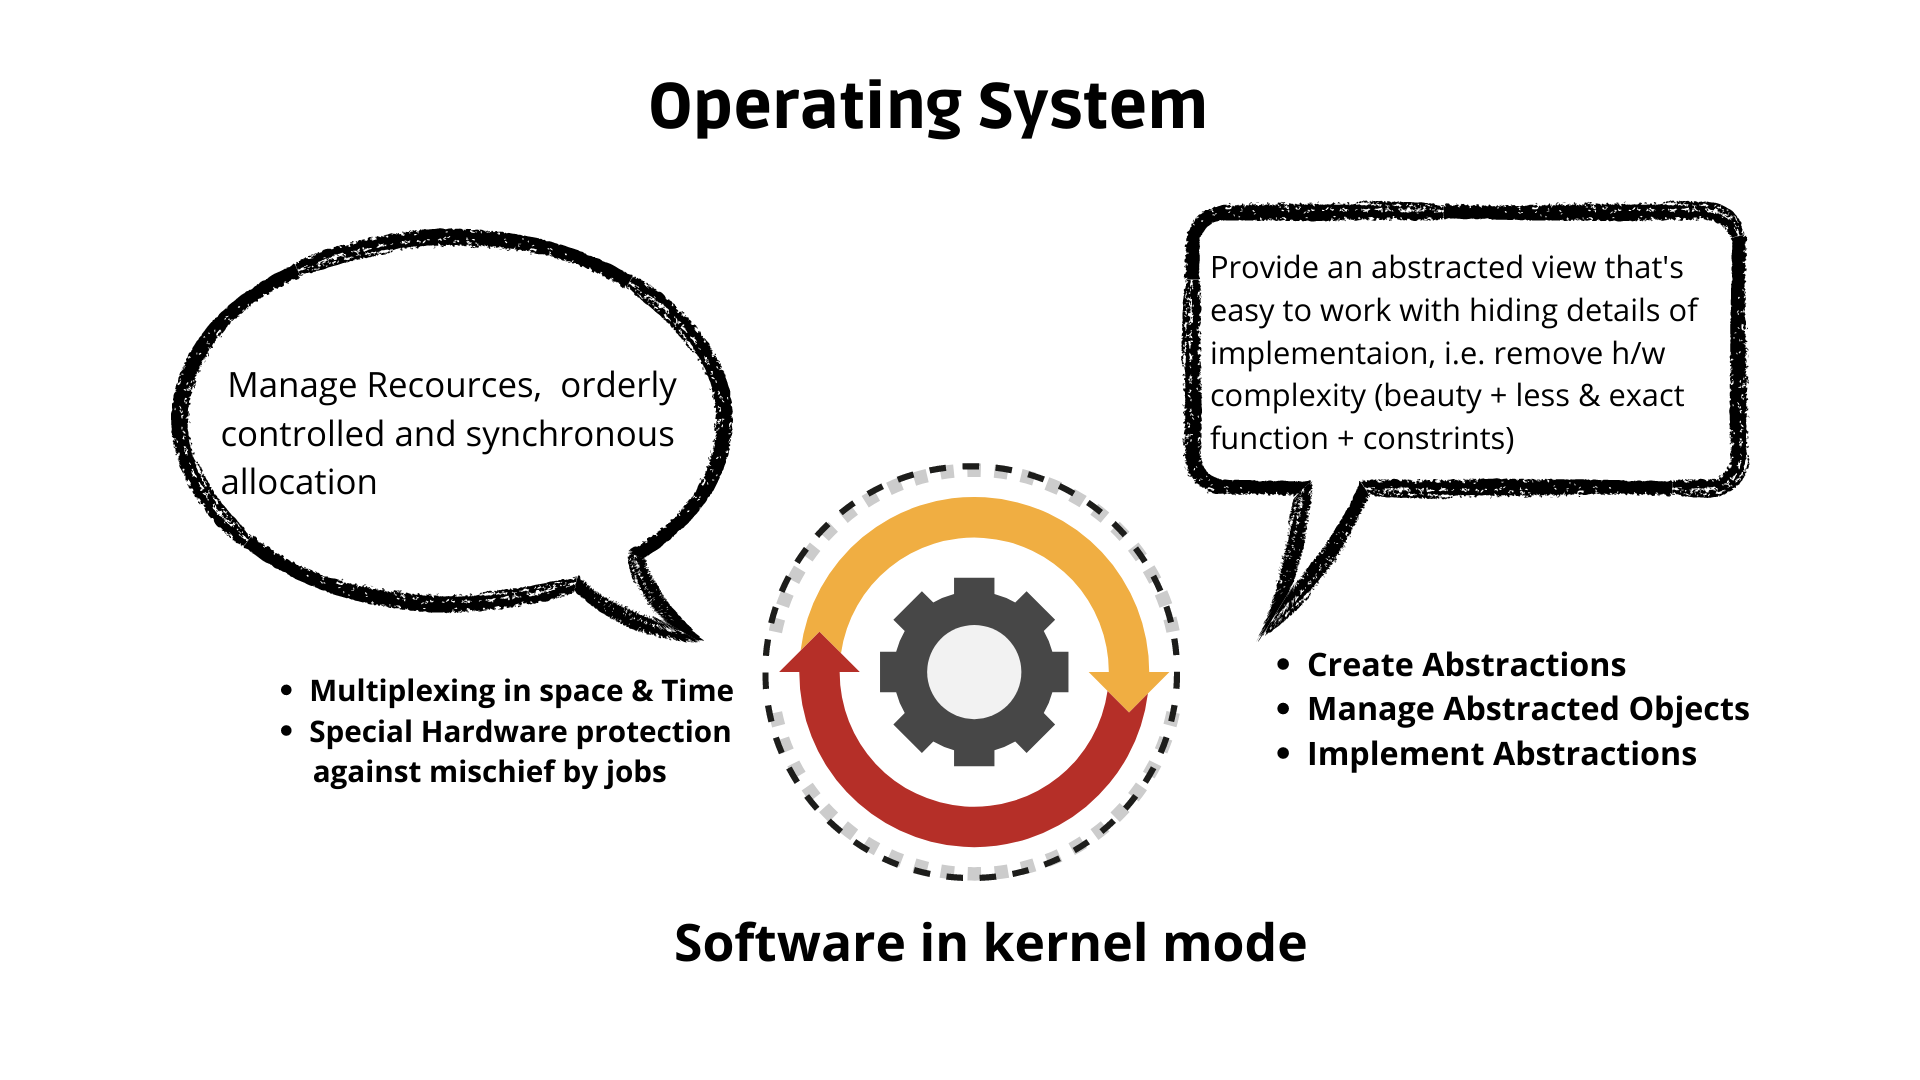 Operating System
Manage Recources,  orderly
controlled and synchronous
allocation
Provide an abstracted view that's
easy to work with hiding details of
implementaion, i.e. remove h/w
complexity (beauty + less & exact
function + constrints)
• Multiplexing in space & Time
• Special Hardware protection
against mischief by jobs
• Create Abstractions
• Manage Abstracted Objects
• Implement Abstractions
Software in kernel mode